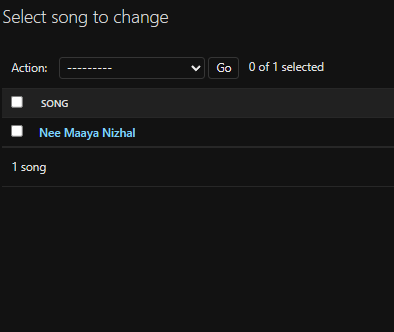 Select song to change
Action: --------- Go 0 of 1 selected
SONG
Nee Maaya Nizhal
1 song